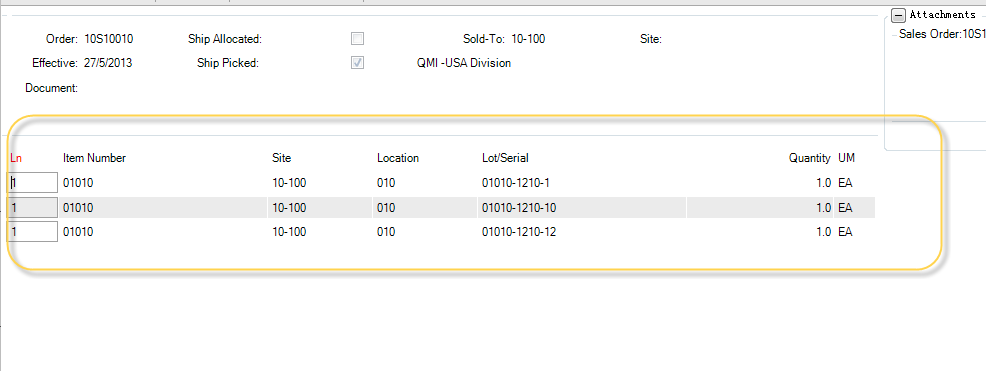 Attachments
Order: 10S10010 Ship Allocated: Sold-To: 10-100 Site: Sales Order:10S1
Effective: 27/5/2013 Ship Picked: QMI -USA Division
Document:
Ln Item Number Site Location Lot/Serial Quantity UM
1 01010 10-100 010 01010-1210-1 1.0 EA
1 01010 10-100 010 01010-1210-10 1.0 EA
1 01010 10-100 010 01010-1210-12 1.0 EA